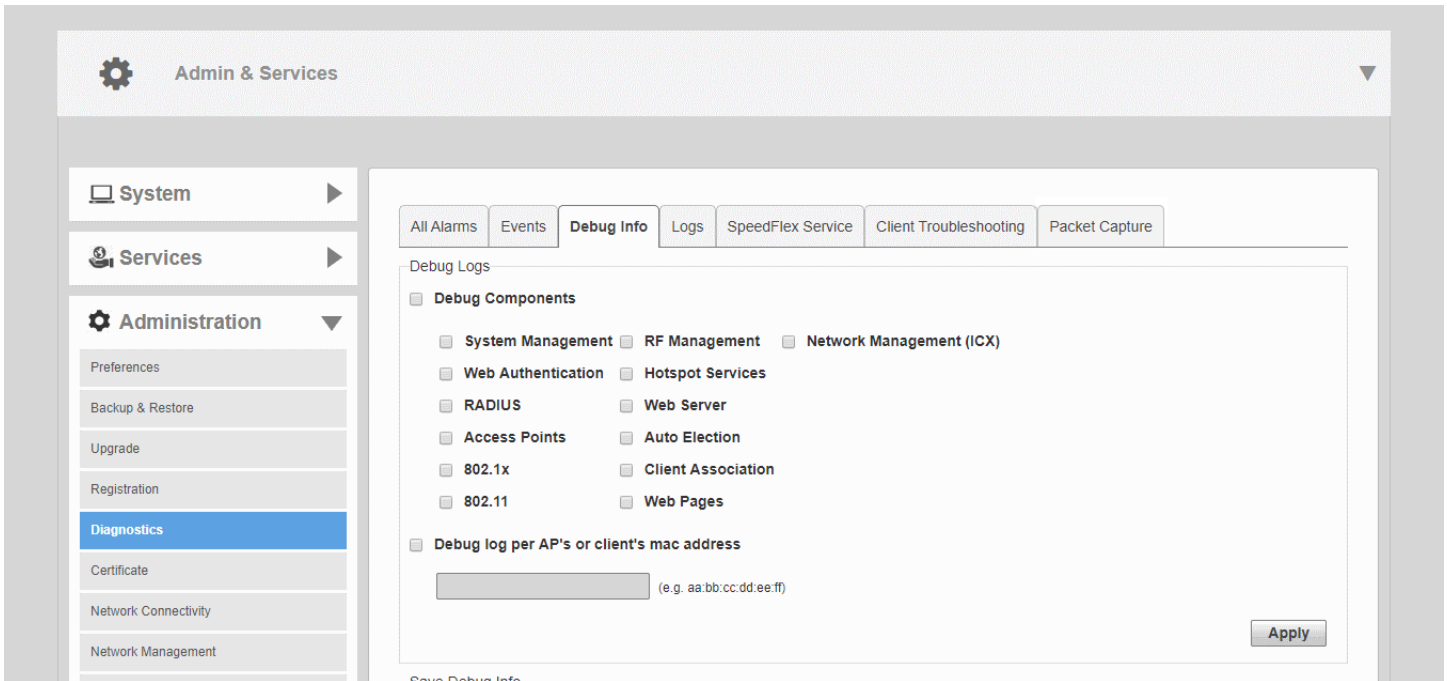 Admin & Services
System
Services
Administration
Preferences
Backup & Restore
Upgrade
Registration
Diagnostics
Certificate
Network Connectivity
Network Management
All Alarms Events Debug Info Logs SpeedFlex Service Client Troubleshooting Packet Capture
Debug Logs
Debug Components
System Management RF Management Network Management (ICX)
Web Authentication Hotspot Services
RADIUS Web Server
Access Points Auto Election
802.1x Client Association
802.11 Web Pages
Debug log per AP's or client's mac address
(e.g. aa:bb:cc:dd:ee:ff)
Apply
Save Debug Info